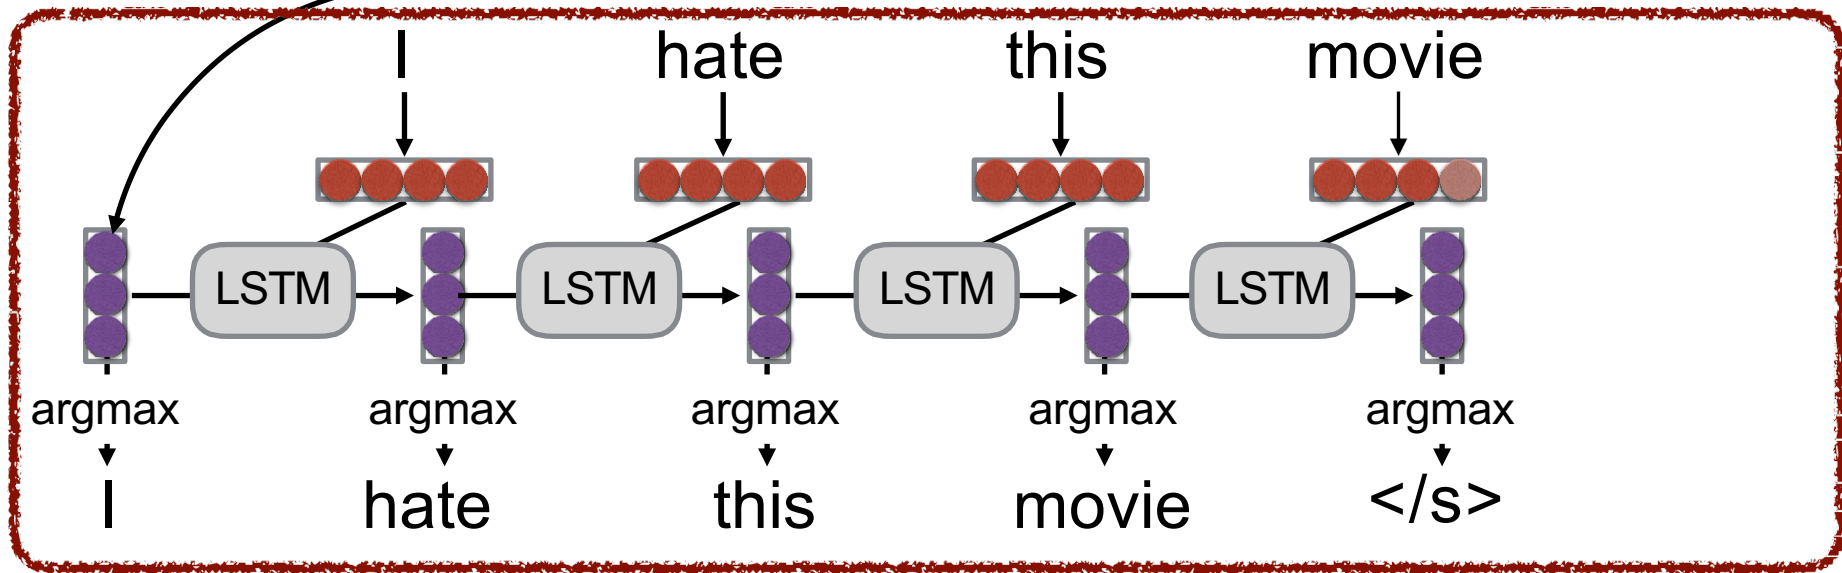 I hate this movie
LSTM LSTM LSTM LSTM
argmax argmax argmax argmax argmax
I hate this movie </s>